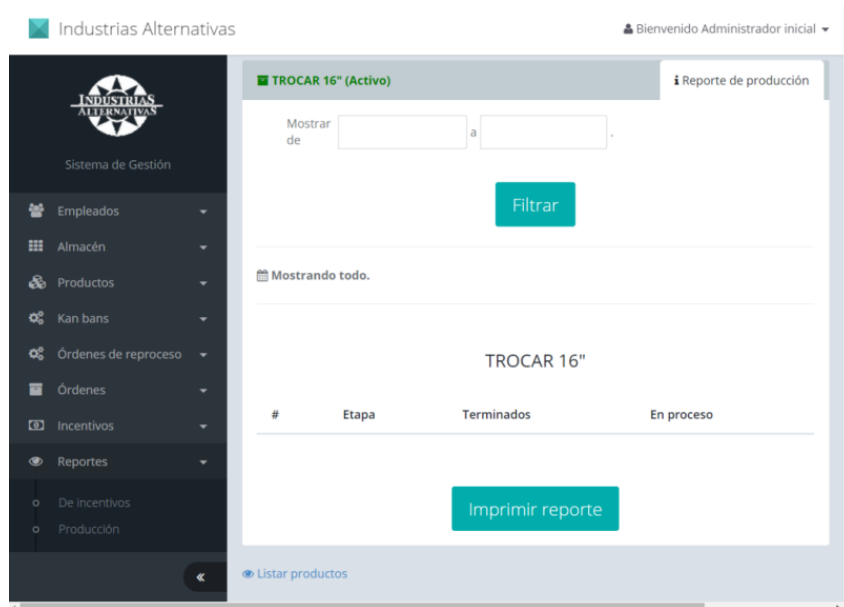 Industrias Alternativas
Bienvenido Administrador inicial
INDUSTRIAS
ALTERNATIVAS
Sistema de Gestión
Empleados
Almacén
Productos
Kan bans
Órdenes de reproceso
Órdenes
Incentivos
Reportes
De incentivos
Producción
TROCAR 16" (Activo)
Reporte de producción
Mostrar
de
a
.
Filtrar
Mostrando todo.
TROCAR 16"
# Etapa Terminados En proceso
Imprimir reporte
Listar productos